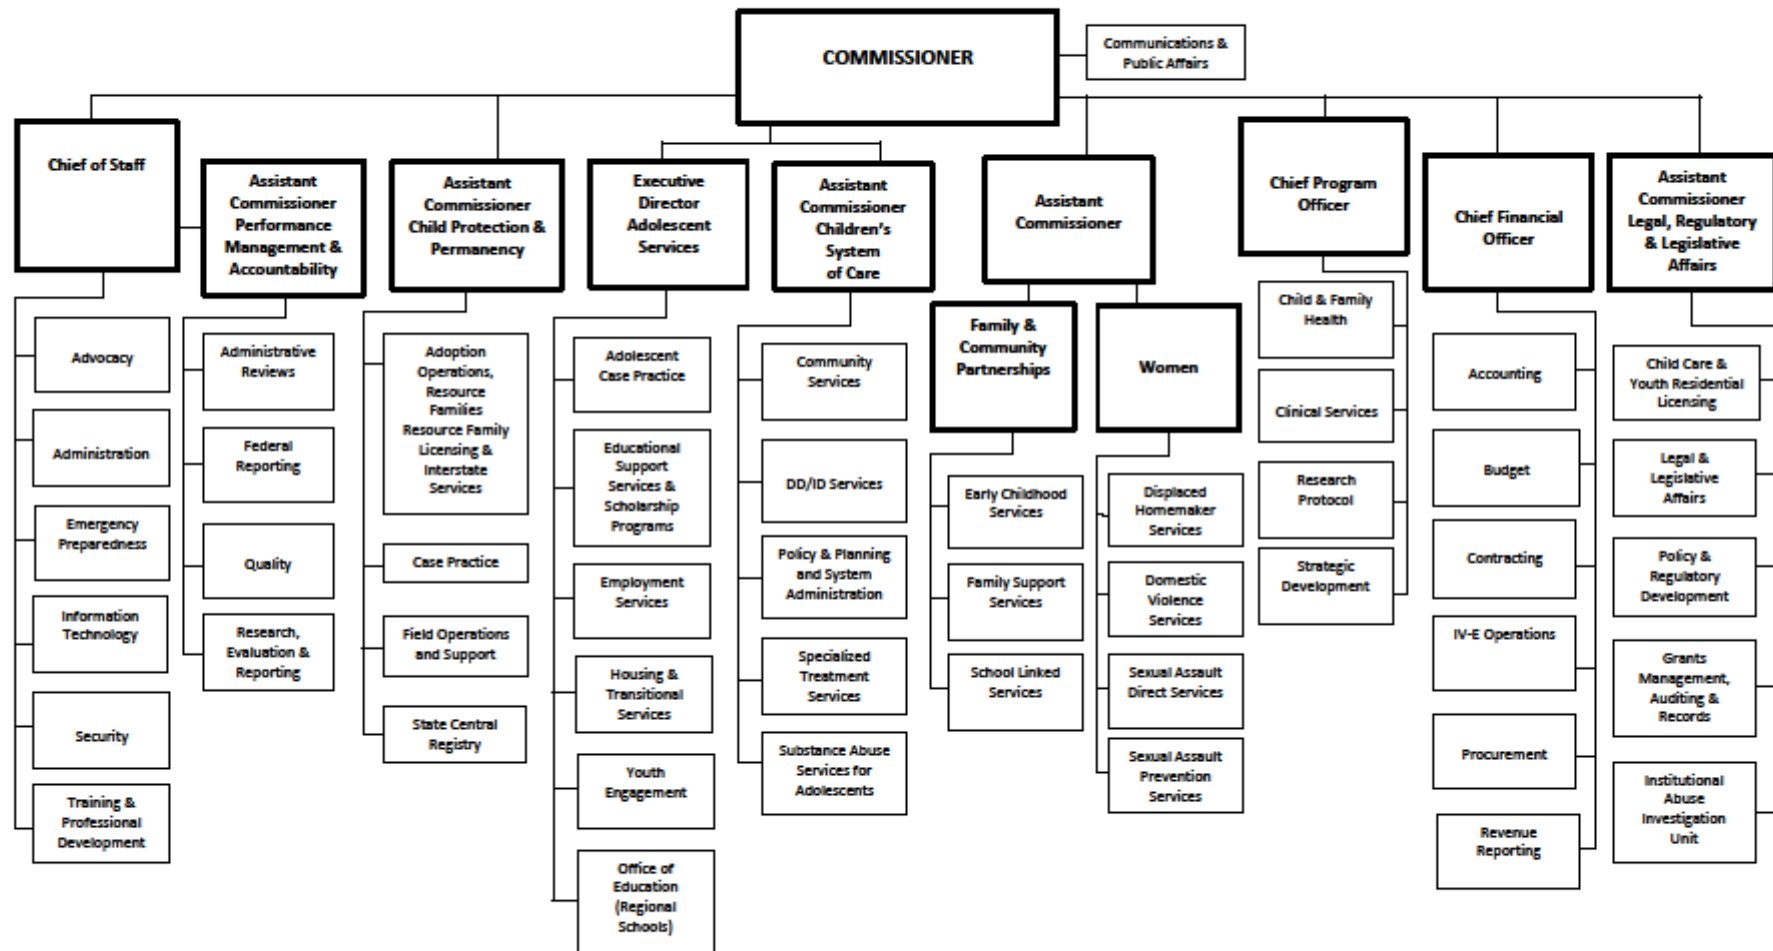 COMMISSIONER
Communications &
Public Affairs
Chief of Staff
Assistant
Commissioner
Performance
Management &
Accountability
Assistant
Commissioner
Child Protection &
Permanency
Executive
Director
Adolescent
Services
Assistant
Commissioner
Children's
System
of Care
Assistant
Commissioner
Chief Program
Officer
Chief Financial
Officer
Assistant
Commissioner
Legal, Regulatory
& Legislative
Affairs
Family &
Community
Partnerships
Women
Advocacy
Administration
Emergency
Preparedness
Information
Technology
Security
Training &
Professional
Development
Administrative
Reviews
Federal
Reporting
Quality
Research,
Evaluation &
Reporting
Adoption
Operations,
Resource
Families
Resource Family
Licensing &
Interstate
Services
Case Practice
Field Operations
and Support
State Central
Registry
Adolescent
Case Practice
Educational
Support
Services &
Scholarship
Programs
Employment
Services
Housing &
Transitional
Services
Youth
Engagement
Office of
Education
(Regional
Schools)
Community
Services
DD/ID Services
Policy & Planning
and System
Administration
Specialized
Treatment
Services
Substance Abuse
Services for
Adolescents
Early Childhood
Services
Family Support
Services
School Linked
Services
Displaced
Homemaker
Services
Domestic
Violence
Services
Sexual Assault
Direct Services
Sexual Assault
Prevention
Services
Child & Family
Health
Clinical Services
Research
Protocol
Strategic
Development
Accounting
Budget
Contracting
IV-E Operations
Procurement
Revenue
Reporting
Child Care &
Youth Residential
Licensing
Legal &
Legislative
Affairs
Policy &
Regulatory
Development
Grants
Management,
Auditing &
Records
Institutional
Abuse
Investigation
Unit